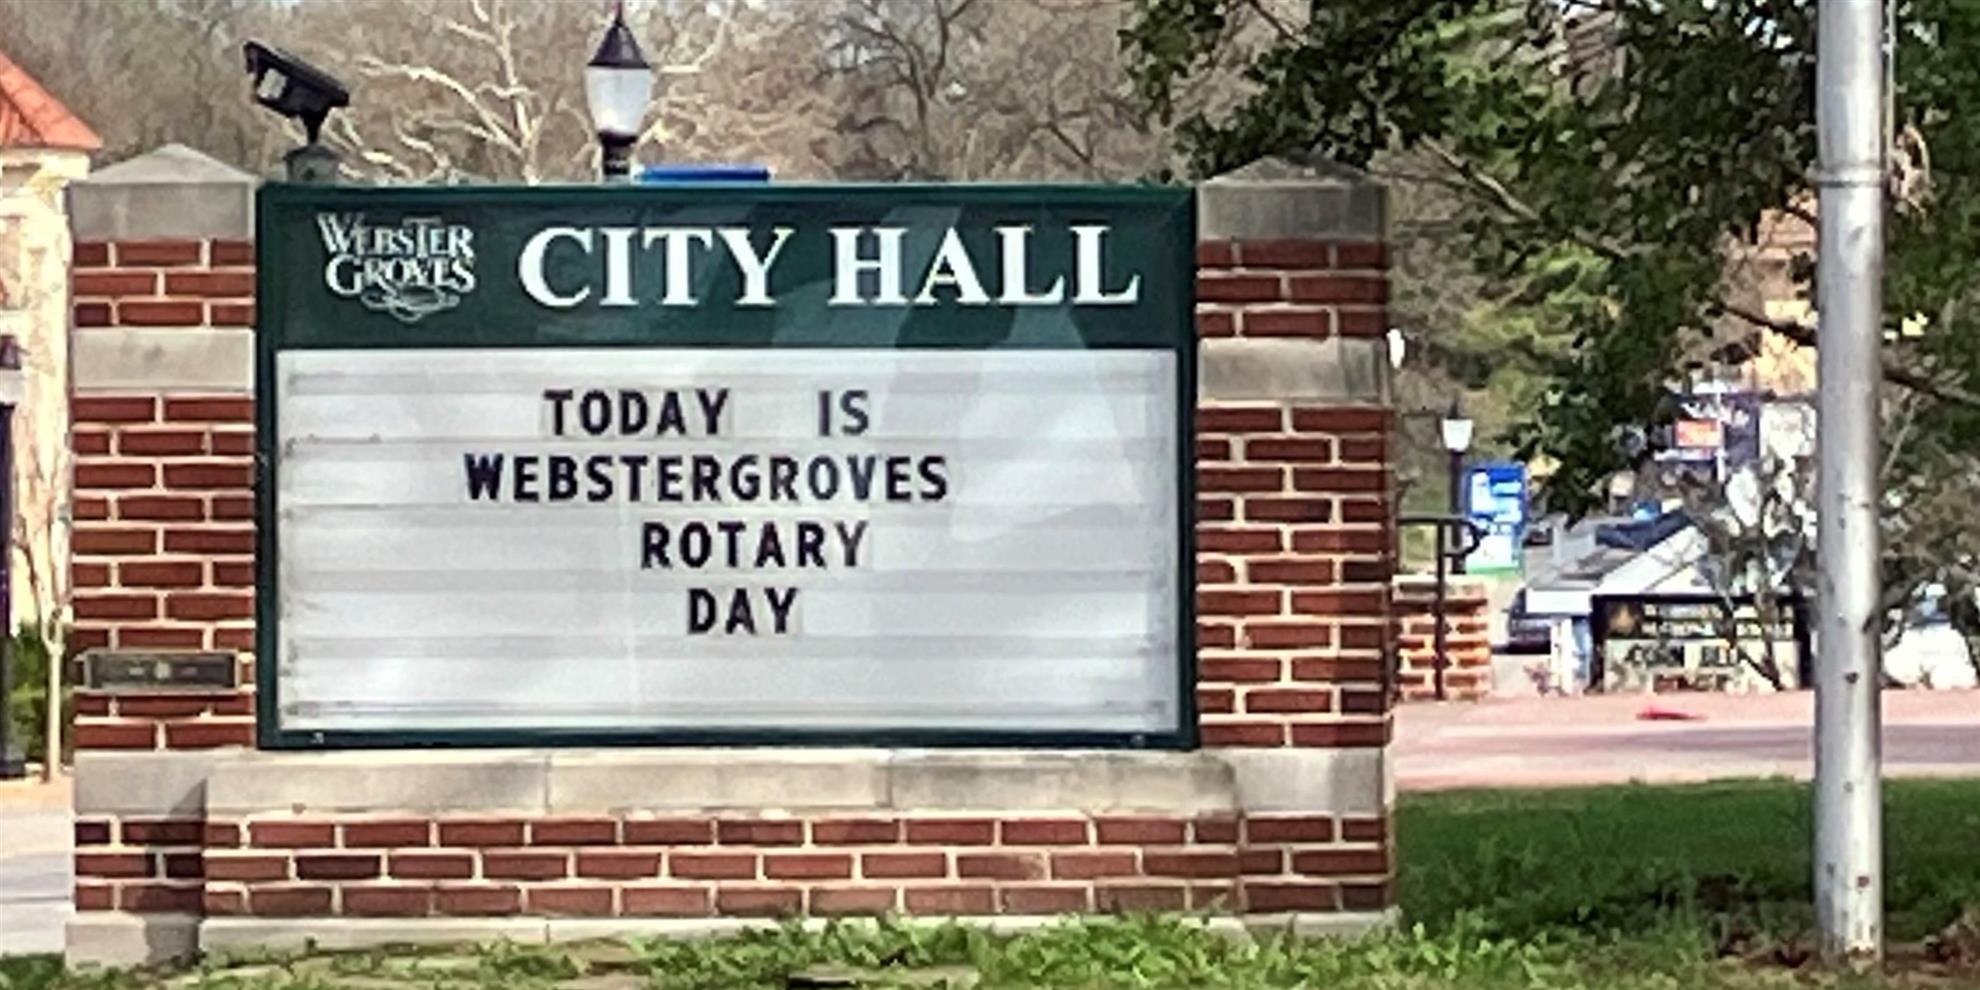 WEBSTER
GROVES
CITY HALL
TODAY IS
WEBSTERGROVES
ROTARY
DAY